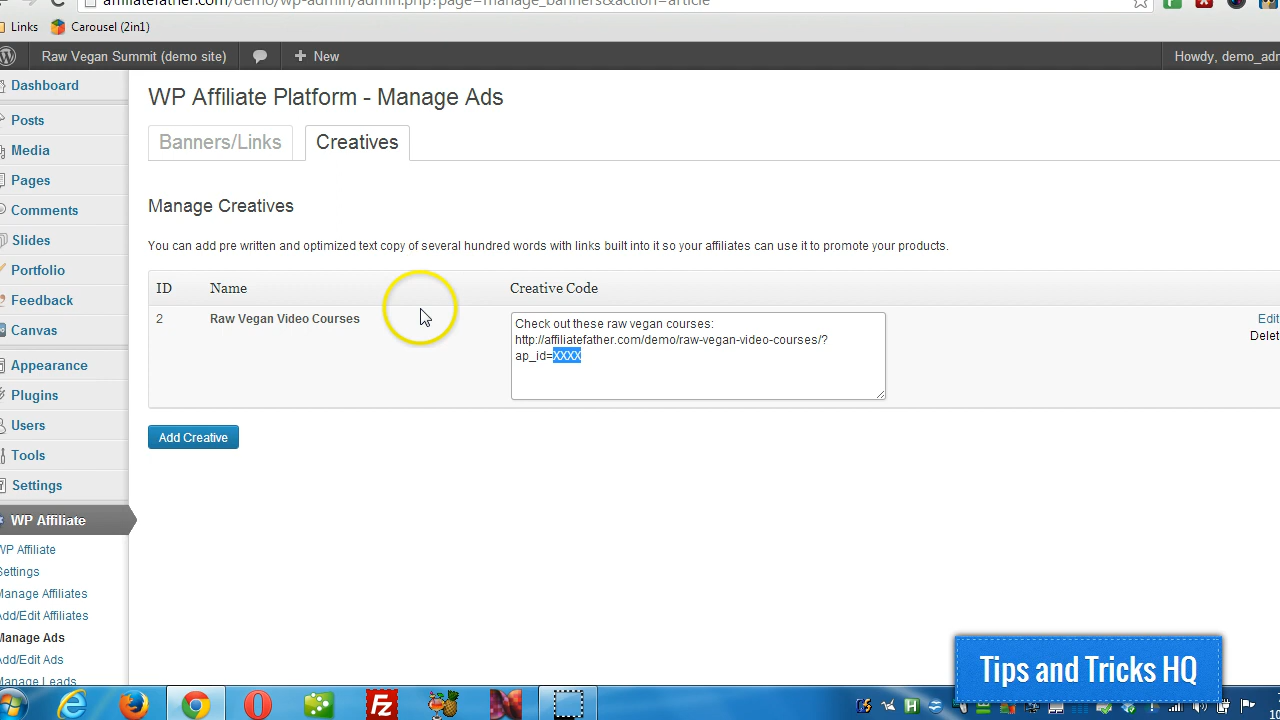 affiliatefather.com/demo/wp-admin/admin.php?page=manage_banners&action=article
Links Carousel (2in1)
Raw Vegan Summit (demo site) + New Howdy, demo_adm
Dashboard
Posts
Media
Pages
Comments
Slides
Portfolio
Feedback
Canvas
Appearance
Plugins
Users
Tools
Settings
WP Affiliate
WP Affiliate
Settings
Manage Affiliates
Add/Edit Affiliates
Manage Ads
Add/Edit Ads
Manage Leads
WP Affiliate Platform - Manage Ads
Banners/Links Creatives
Manage Creatives
You can add pre written and optimized text copy of several hundred words with links built into it so your affiliates can use it to promote your products.
ID Name Creative Code
2 Raw Vegan Video Courses
Check out these raw vegan courses:
http://affiliatefather.com/demo/raw-vegan-video-courses/?
ap_id=XXXX
Edit
Delet
Add Creative
Tips and Tricks HQ